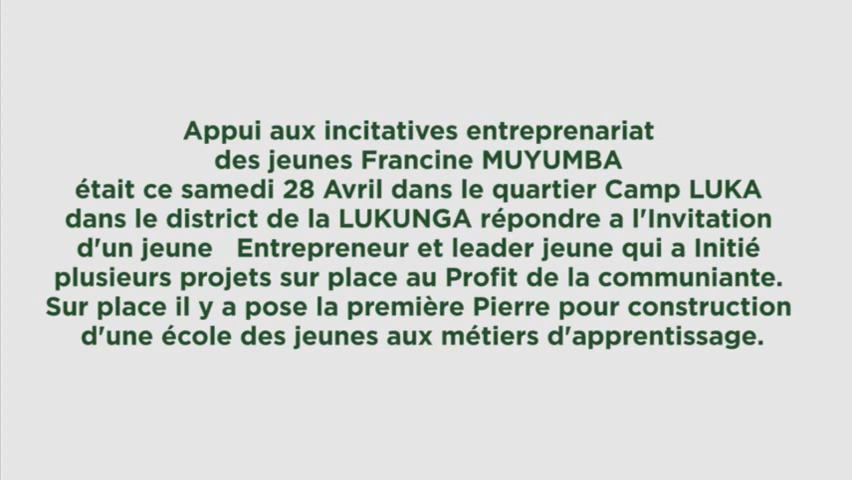 Appui aux incitatives entreprenariat
des jeunes Francine MUYUMBA
était ce samedi 28 Avril dans le quartier Camp LUKA
dans le district de la LUKUNGA répondre a l'Invitation
d'un jeune Entrepreneur et leader jeune qui a Initié
plusieurs projets sur place au Profit de la communiante.
Sur place il y a pose la première Pierre pour construction
d'une école des jeunes aux métiers d'apprentissage.